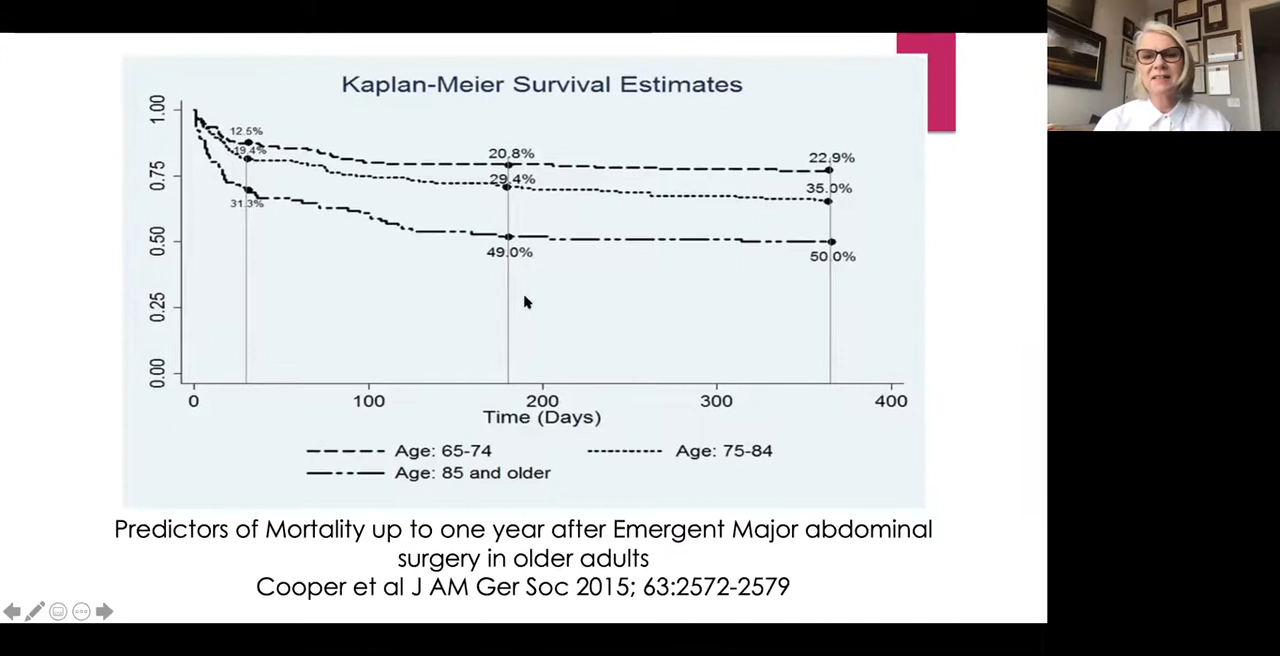 Kaplan-Meier Survival Estimates
1.00
0.75
0.50
0.25
0.00
12.5%
19.4%
31.3%
20.8%
29.4%
49.0%
22.9%
35.0%
50.0%
0 100 200 300 400
Time (Days)
Age: 65-74 Age: 75-84
Age: 85 and older
Predictors of Mortality up to one year after Emergent Major abdominal
surgery in older adults
Cooper et al J AM Ger Soc 2015; 63:2572-2579